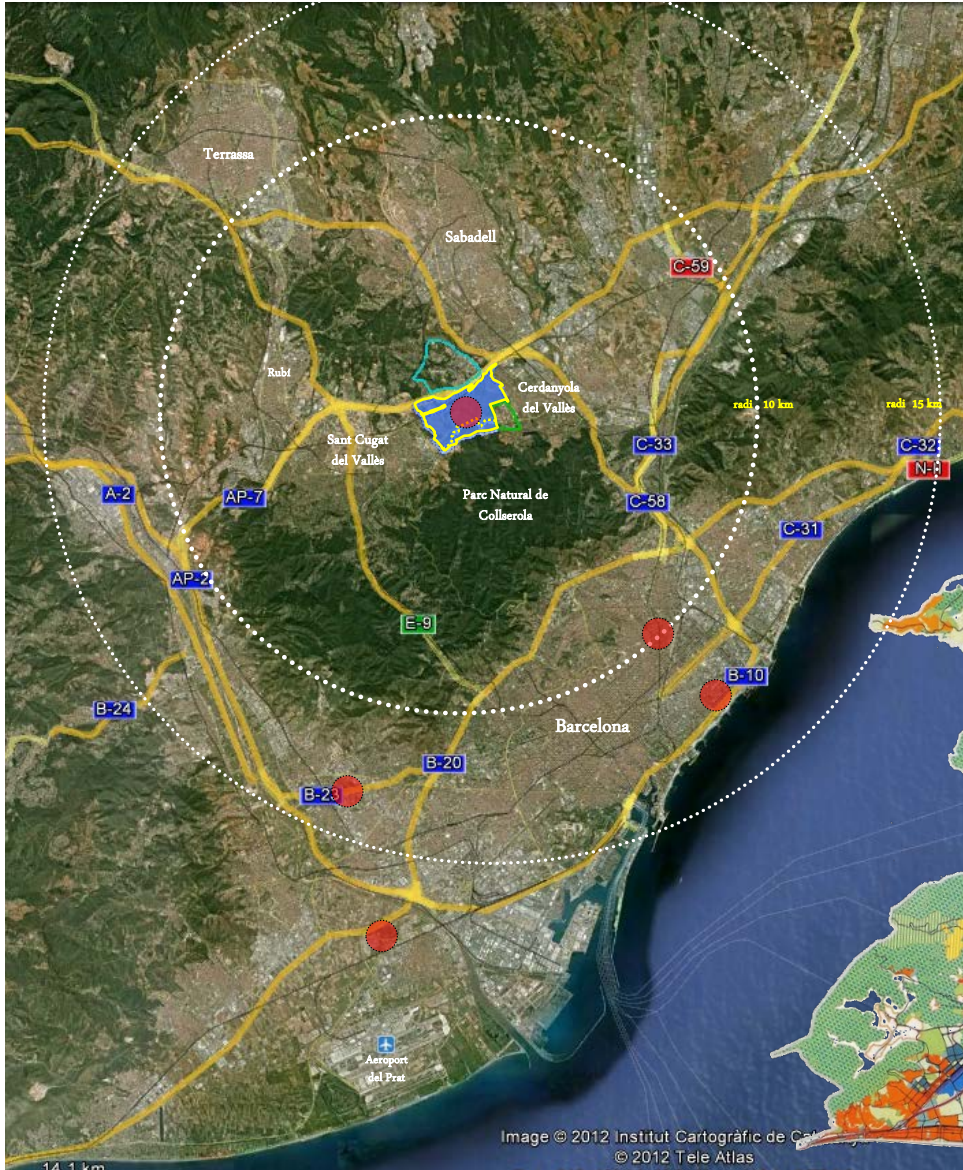 Terrassa
Sabadell
C-59
Rubí
Cerdanyola
del Vallès
radi 10 km
radi 15 km
Sant Cugat
del Vallès
C-33
C-32
N-II
A-2
AP-7
Parc Natural de
Collserola
C-58
C-31
AP-2
E-9
B-10
B-24
Barcelona
B-20
B-23
Aeroport
del Prat
Image © 2012 Institut Cartogràfic de
© 2012 Tele Atlas
14.1 km